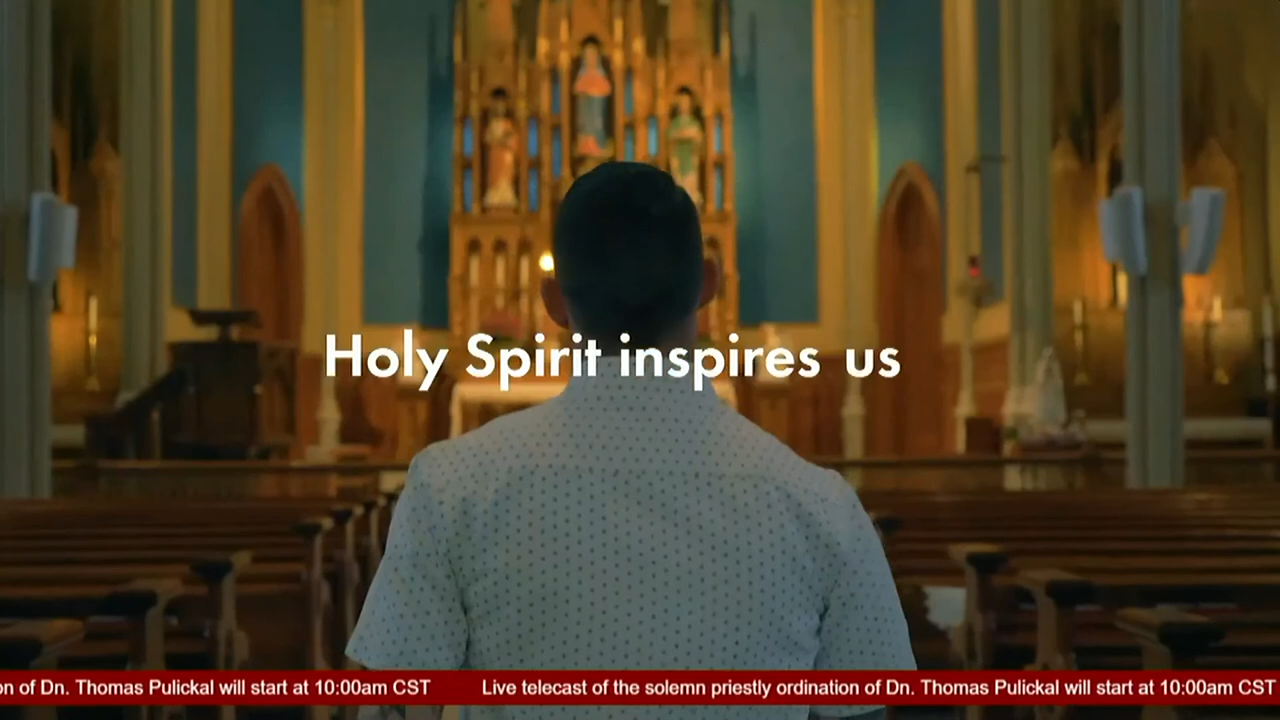 Holy Spirit inspires us
on of Dn. Thomas Pulickal will start at 10:00am CST Live telecast of the solemn priestly ordination of Dn. Thomas Pulickal will start at 10:00am CST